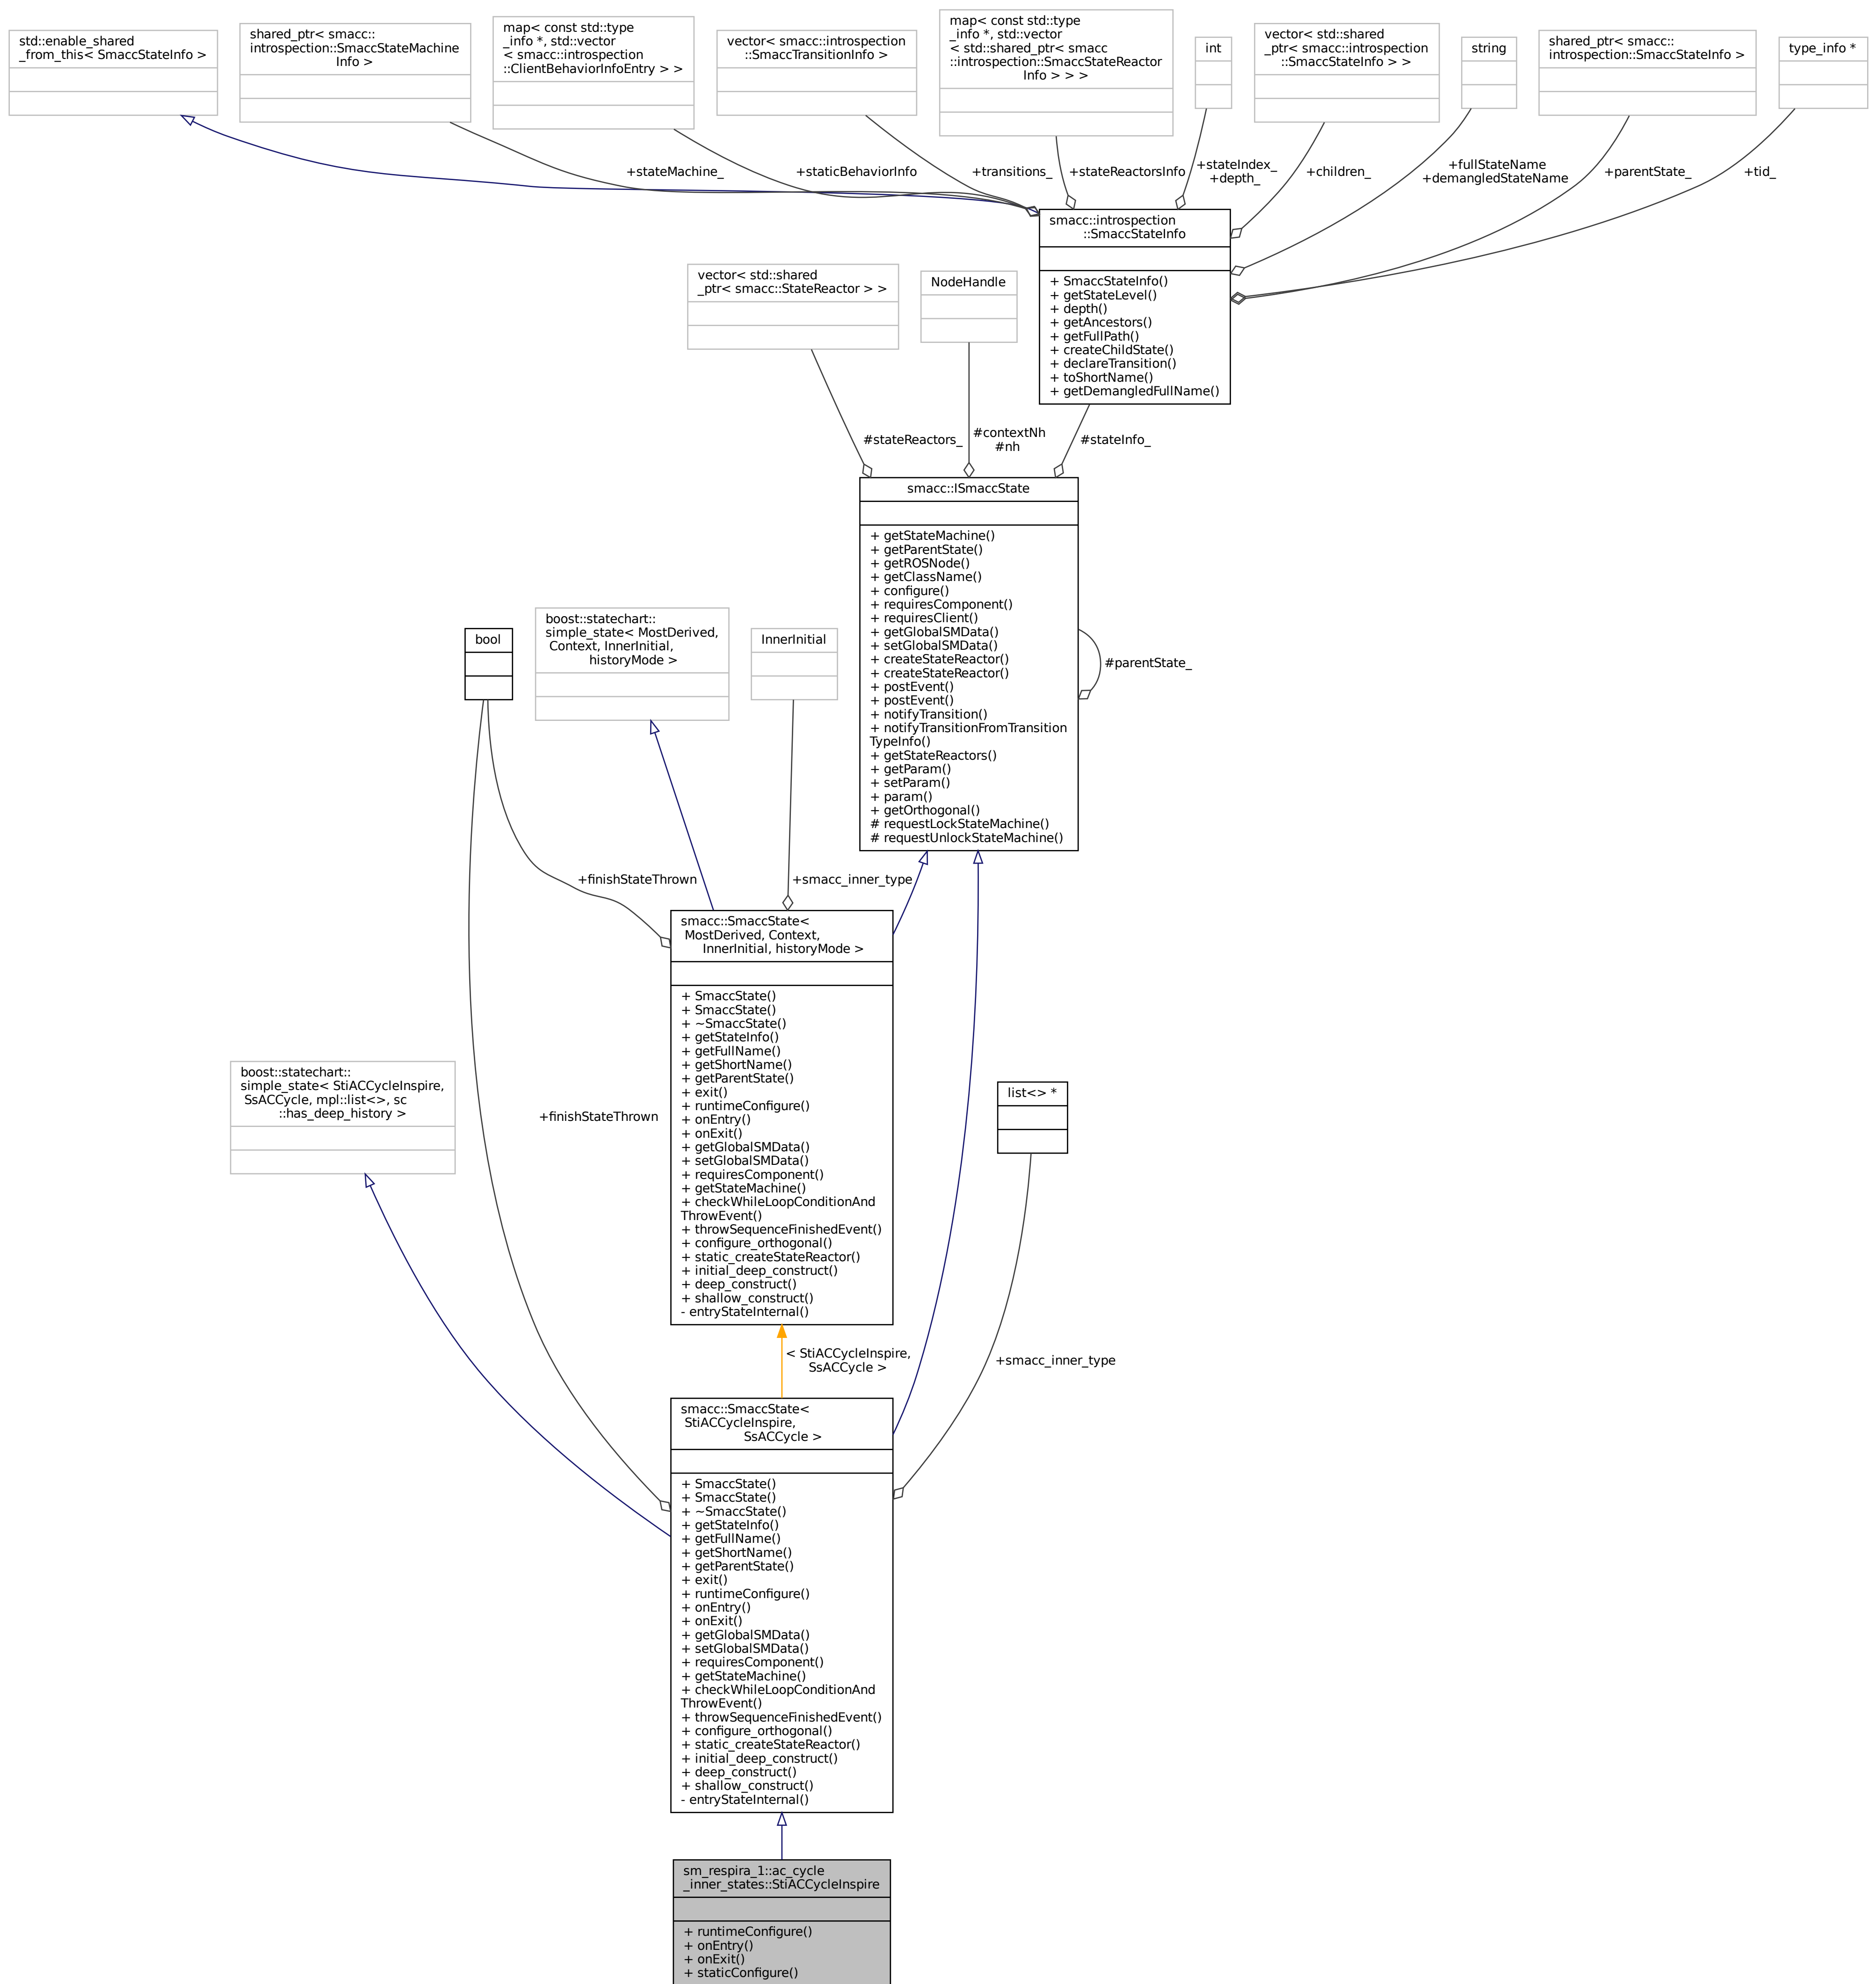 std::enable_shared
_from_this< SmaccStateInfo >
shared_ptr< smacc::
introspection::SmaccStateMachine
Info >
map< const std::type
_info *, std::vector
< smacc::introspection
::ClientBehaviorInfoEntry > >
vector< smacc::introspection
::SmaccTransitionInfo >
map< const std::type
_info *, std::vector
< std::shared_ptr< smacc
::introspection::SmaccStateReactor
Info > > >
int
vector< std::shared
_ptr< smacc::introspection
::SmaccStateInfo > >
string
shared_ptr< smacc::
introspection::SmaccStateInfo >
type_info *
+stateMachine_
+staticBehaviorInfo
+transitions_
+stateReactorsInfo
+stateIndex_
+depth_
+children_
+fullStateName
+demangledStateName
+parentState_
+tid_
smacc::introspection
::SmaccStateInfo
+ SmaccStateInfo()
+ getStateLevel()
+ depth()
+ getAncestors()
+ getFullPath()
+ createChildState()
+ declareTransition()
+ toShortName()
+ getDemangledFullName()
vector< std::shared
_ptr< smacc::StateReactor > >
NodeHandle
#stateReactors_
#contextNh
#nh
#stateInfo_
smacc::ISmaccState
+ getStateMachine()
+ getParentState()
+ getROSNode()
+ getClassName()
+ configure()
+ requiresComponent()
+ requiresClient()
+ getGlobalSMData()
+ setGlobalSMData()
+ createStateReactor()
+ createStateReactor()
+ postEvent()
+ postEvent()
+ notifyTransition()
+ notifyTransitionFromTransition
TypeInfo()
+ getStateReactors()
+ getParam()
+ setParam()
+ param()
+ getOrthogonal()
# requestLockStateMachine()
# requestUnlockStateMachine()
#parentState_
bool
boost::statechart::
simple_state< MostDerived,
Context, InnerInitial,
historyMode >
InnerInitial
+finishStateThrown
+smacc_inner_type
smacc::SmaccState<
MostDerived, Context,
InnerInitial, historyMode >
+ SmaccState()
+ SmaccState()
+ ~SmaccState()
+ getStateInfo()
+ getFullName()
+ getShortName()
+ getParentState()
+ exit()
+ runtimeConfigure()
+ onEntry()
+ onExit()
+ getGlobalSMData()
+ setGlobalSMData()
+ requiresComponent()
+ getStateMachine()
+ checkWhileLoopConditionAnd
ThrowEvent()
+ throwSequenceFinishedEvent()
+ configure_orthogonal()
+ static_createStateReactor()
+ initial_deep_construct()
+ deep_construct()
+ shallow_construct()
- entryStateInternal()
boost::statechart::
simple_state< StiACCycleInspire,
SsACCycle, mpl::list<>, sc
::has_deep_history >
+finishStateThrown
list<> *
< StiACCycleInspire,
SsACCycle >
+smacc_inner_type
smacc::SmaccState<
StiACCycleInspire,
SsACCycle >
+ SmaccState()
+ SmaccState()
+ ~SmaccState()
+ getStateInfo()
+ getFullName()
+ getShortName()
+ getParentState()
+ exit()
+ runtimeConfigure()
+ onEntry()
+ onExit()
+ getGlobalSMData()
+ setGlobalSMData()
+ requiresComponent()
+ getStateMachine()
+ checkWhileLoopConditionAnd
ThrowEvent()
+ throwSequenceFinishedEvent()
+ configure_orthogonal()
+ static_createStateReactor()
+ initial_deep_construct()
+ deep_construct()
+ shallow_construct()
- entryStateInternal()
sm_respira_1::ac_cycle
_inner_states::StiACCycleInspire
+ runtimeConfigure()
+ onEntry()
+ onExit()
+ staticConfigure()